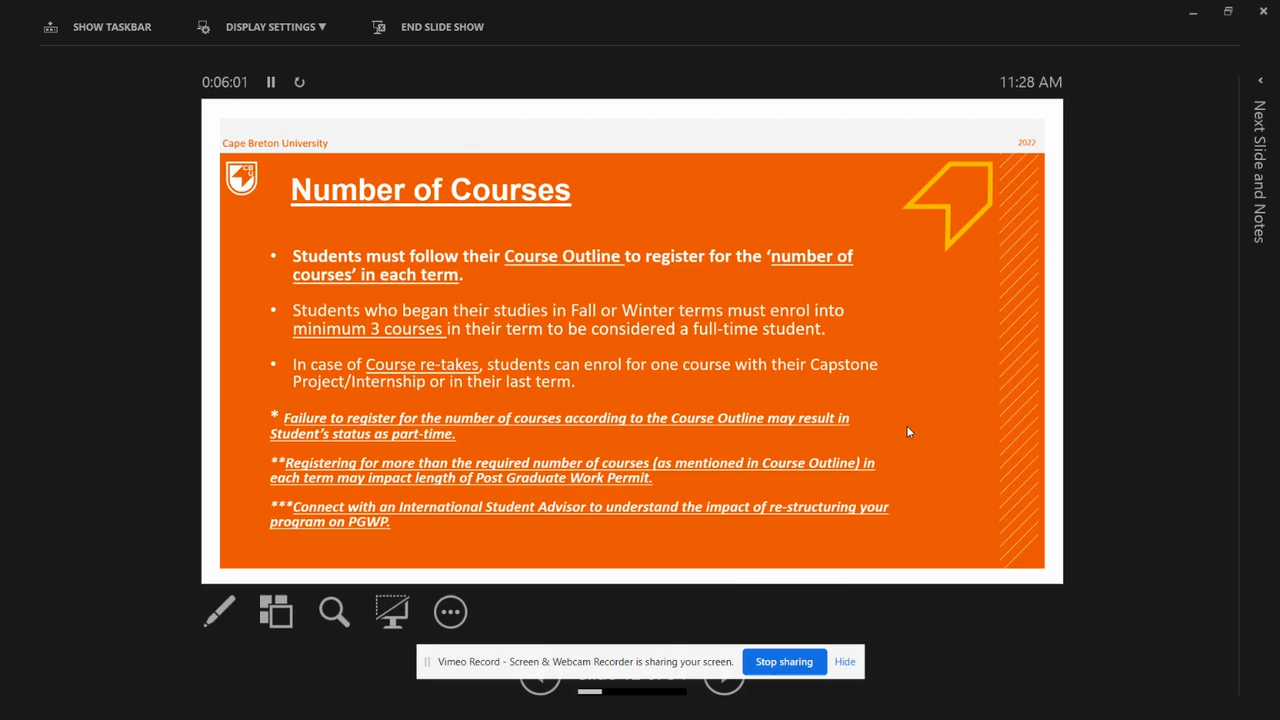 SHOW TASKBAR
DISPLAY SETTINGS ▼
END SLIDE SHOW
0:06:01
11:28 AM
Next Slide and Notes
Cape Breton University
2022
CBU
Number of Courses
• Students must follow their Course Outline to register for the ‘number of
courses’ in each term.
• Students who began their studies in Fall or Winter terms must enrol into
minimum 3 courses in their term to be considered a full-time student.
• In case of Course re-takes, students can enrol for one course with their Capstone
Project/Internship or in their last term.
* Failure to register for the number of courses according to the Course Outline may result in
Student’s status as part-time.
**Registering for more than the required number of courses (as mentioned in Course Outline) in
each term may impact length of Post Graduate Work Permit.
***Connect with an International Student Advisor to understand the impact of re-structuring your
program on PGWP.
Vimeo Record - Screen & Webcam Recorder is sharing your screen.
Stop sharing
Hide